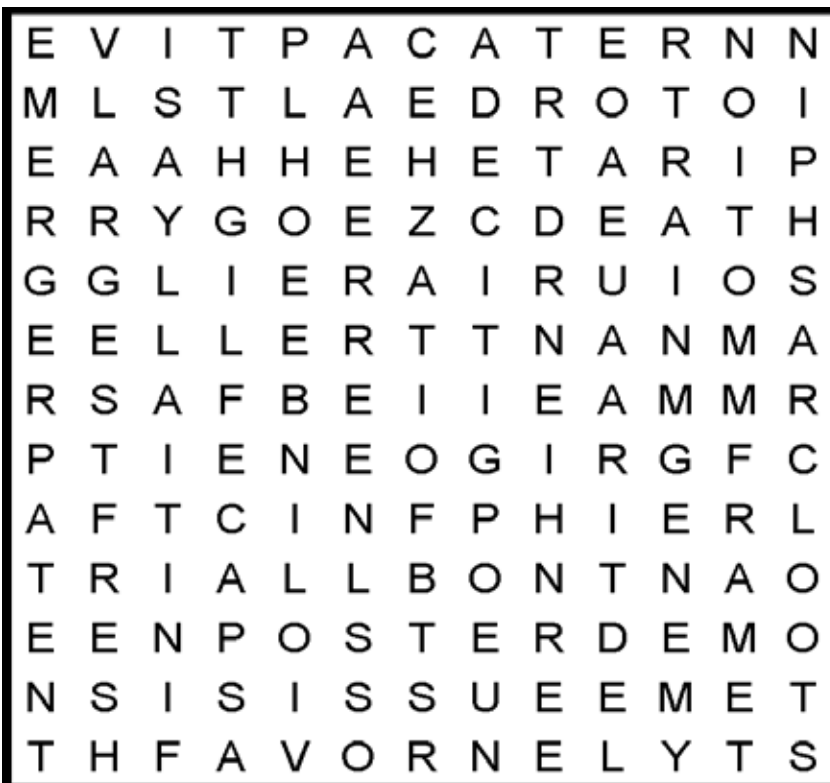 E V I T P A C A T E R N N
M L S T L A E D R O T O I
E A A H H E H E T A R I P
R R Y G O E Z C D E A T H
G G L I E R A I R U I O S
E E L L E R T T N A N M A
R S A F B E I I E A M M R
P T I E N E O G I R G F C
A F T C I N F P H I E R L
T R I A L L B O N T N A O
E E N P O S T E R D E M O
N S I S I S S U E E M E T
T H F A V O R N E L Y T S